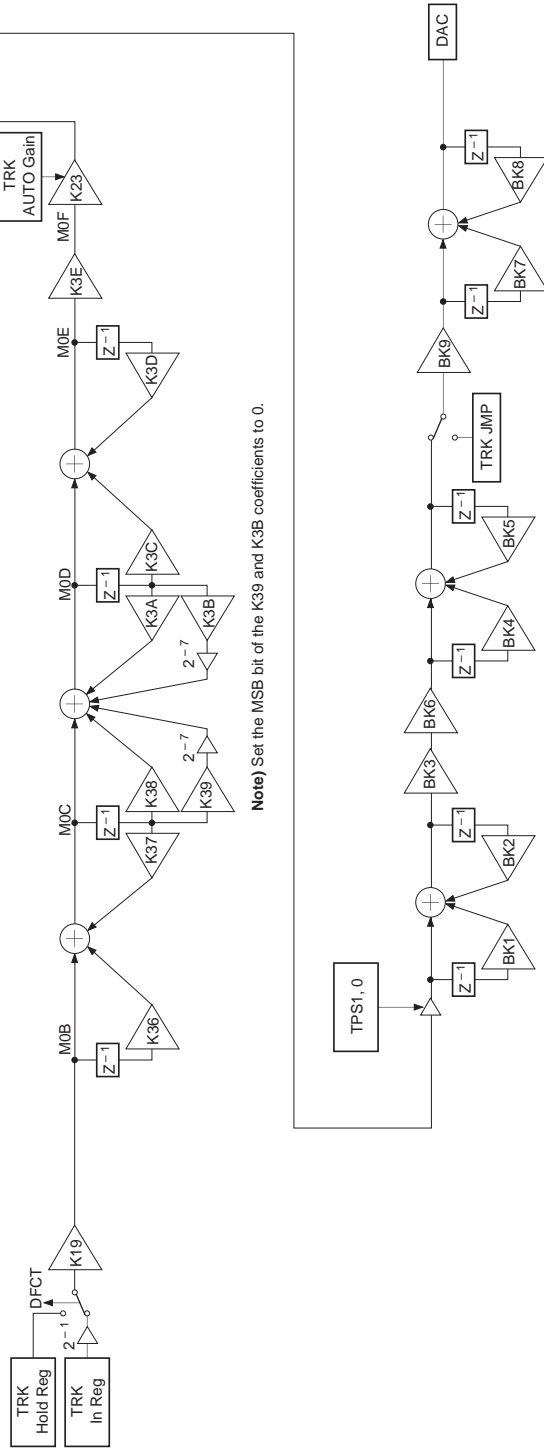 TRK
Hold Reg
TRK
In Reg
2−1
DFCT
K19
M0B
Z−1
K36
K37
M0C
Z−1
K38
K39
2−7
2−7
K3A
K3B
M0D
Z−1
K3C
K3D
Z−1
M0E
K3E
M0F
K23
TRK
AUTO Gain
Note) Set the MSB bit of the K39 and K3B coefficients to 0.
TPS1, 0
Z−1
BK1
BK2
Z−1
BK3
BK6
Z−1
BK4
BK5
Z−1
TRK JMP
BK9
Z−1
BK7
BK8
Z−1
DAC